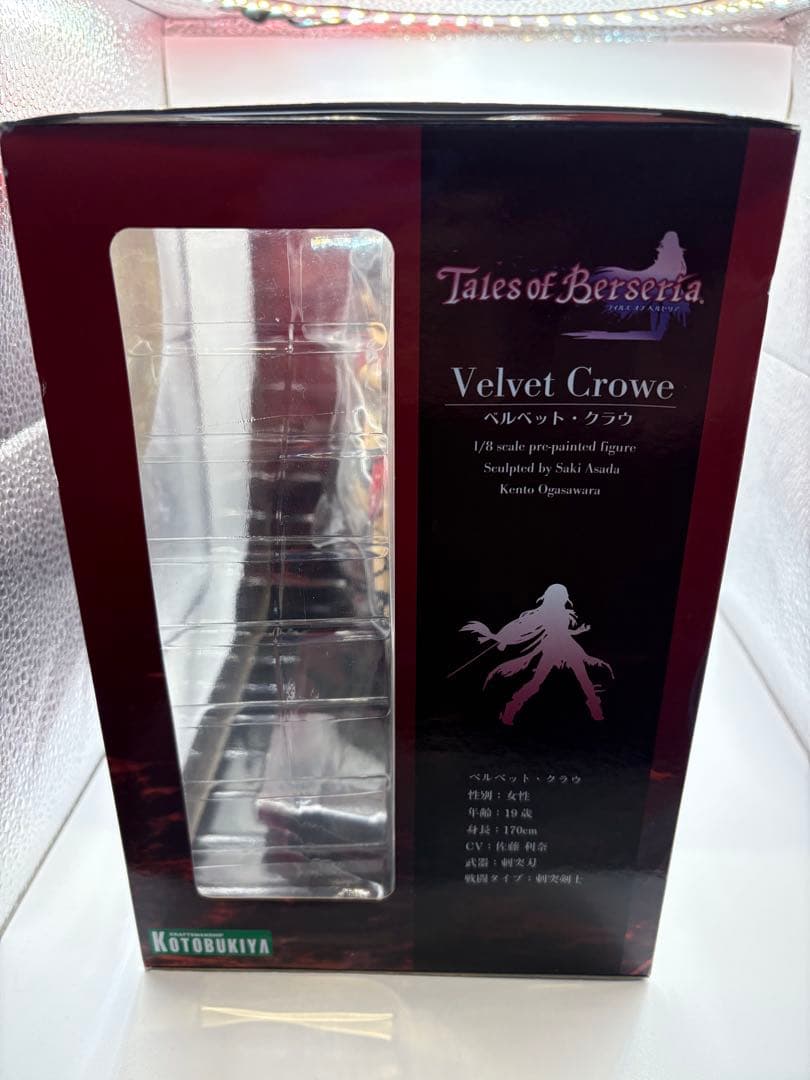 Tales of Berseria
テイルズ オブ ベルセリア
Velvet Crowe
ベルベット・クラウ
1/8 scale pre-painted figure
Sculpted by Saki Asada
Kento Ogasawara
ベルベット・クラウ
性別：女性
年齢：19歳
身長：170cm
CV：佐藤 利奈
武器：刺突刃
戦闘タイプ：刺突剣士
CRAFTSMANSHIP
KOTOBUKIYA